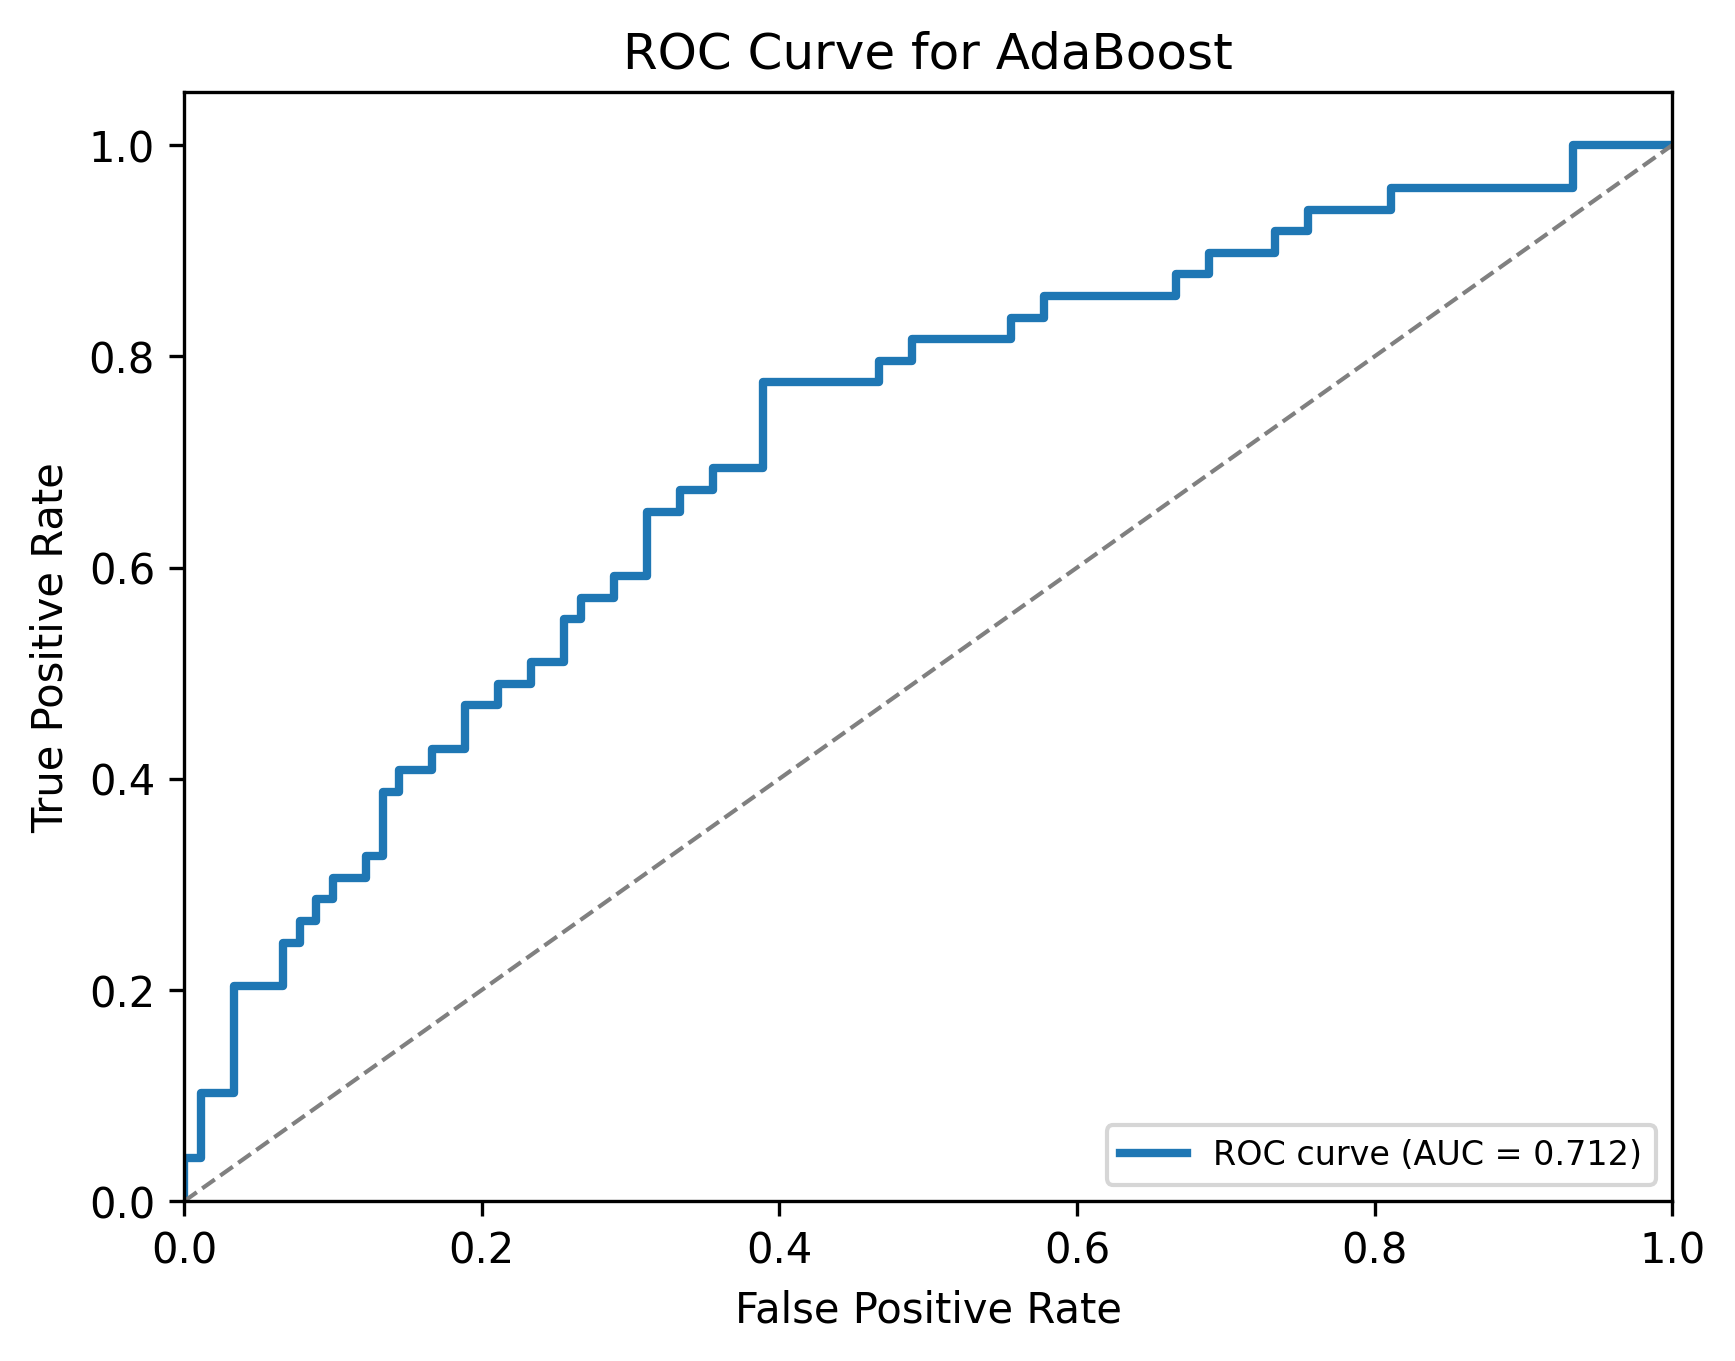 ROC Curve for AdaBoost
True Positive Rate
1.0
0.8
0.6
0.4
0.2
0.0
ROC curve (AUC = 0.712)
0.0 0.2 0.4 0.6 0.8 1.0
False Positive Rate